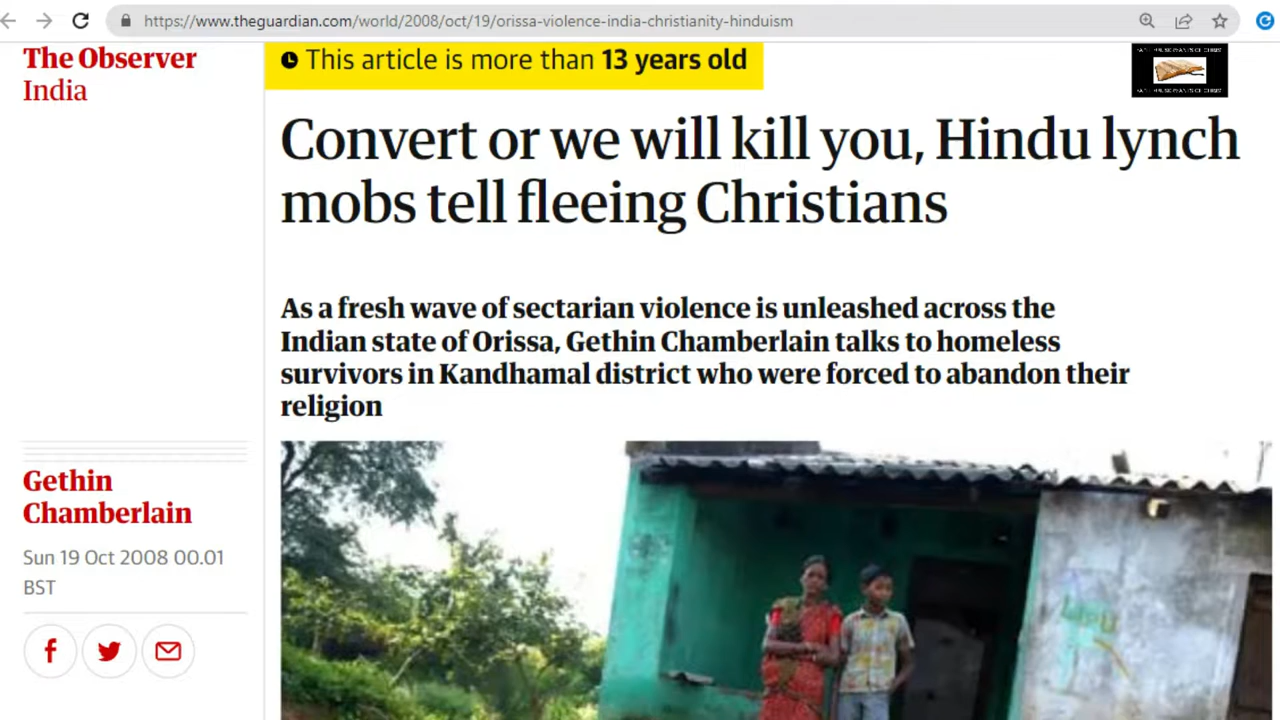 https://www.theguardian.com/world/2008/oct/19/orissa-violence-india-christianity-hinduism
The Observer
India
This article is more than 13 years old
Convert or we will kill you, Hindu lynch
mobs tell fleeing Christians
As a fresh wave of sectarian violence is unleashed across the
Indian state of Orissa, Gethin Chamberlain talks to homeless
survivors in Kandhamal district who were forced to abandon their
religion
Gethin
Chamberlain
Sun 19 Oct 2008 00.01
BST